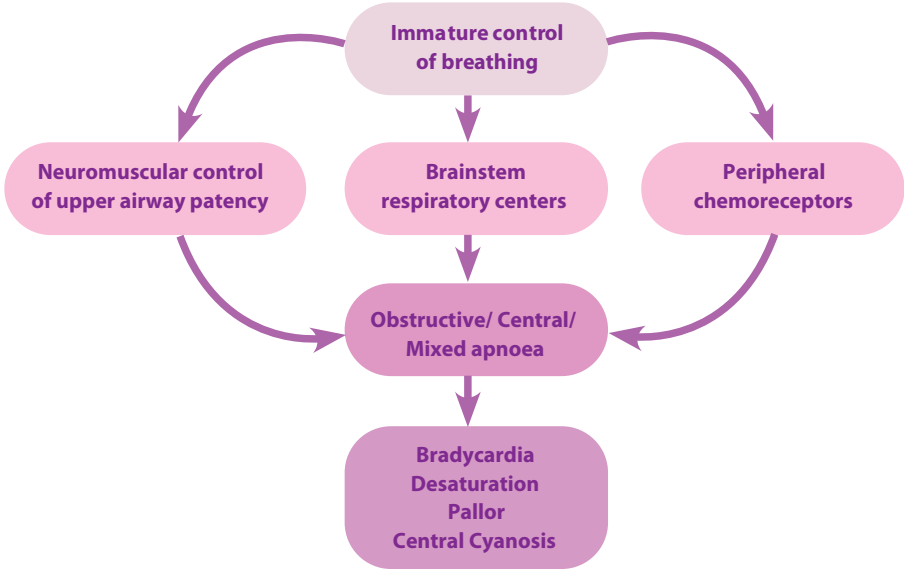 Immature control
of breathing
Neuromuscular control
of upper airway patency
Brainstem
respiratory centers
Peripheral
chemoreceptors
Obstructive/ Central/
Mixed apnoea
Bradycardia
Desaturation
Pallor
Central Cyanosis